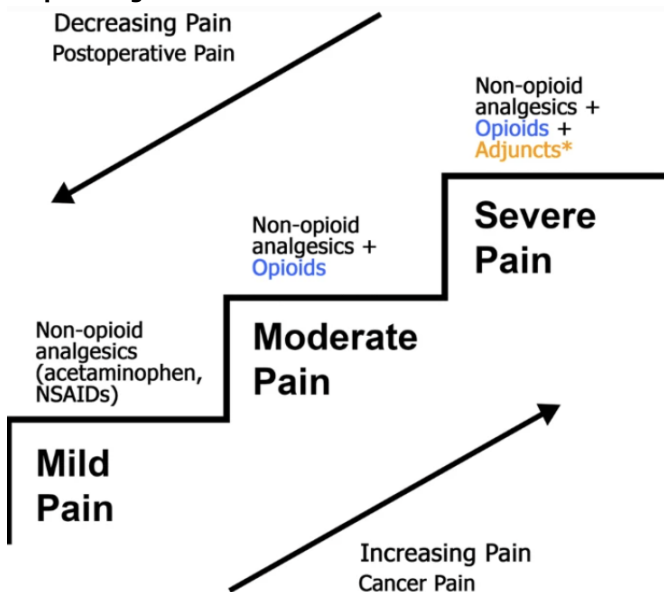 Decreasing Pain
Postoperative Pain
Non-opioid
analgesics +
Opioids +
Adjuncts*
Severe
Pain
Non-opioid
analgesics +
Opioids
Moderate
Pain
Non-opioid
analgesics
(acetaminophen,
NSAIDs)
Mild
Pain
Increasing Pain
Cancer Pain